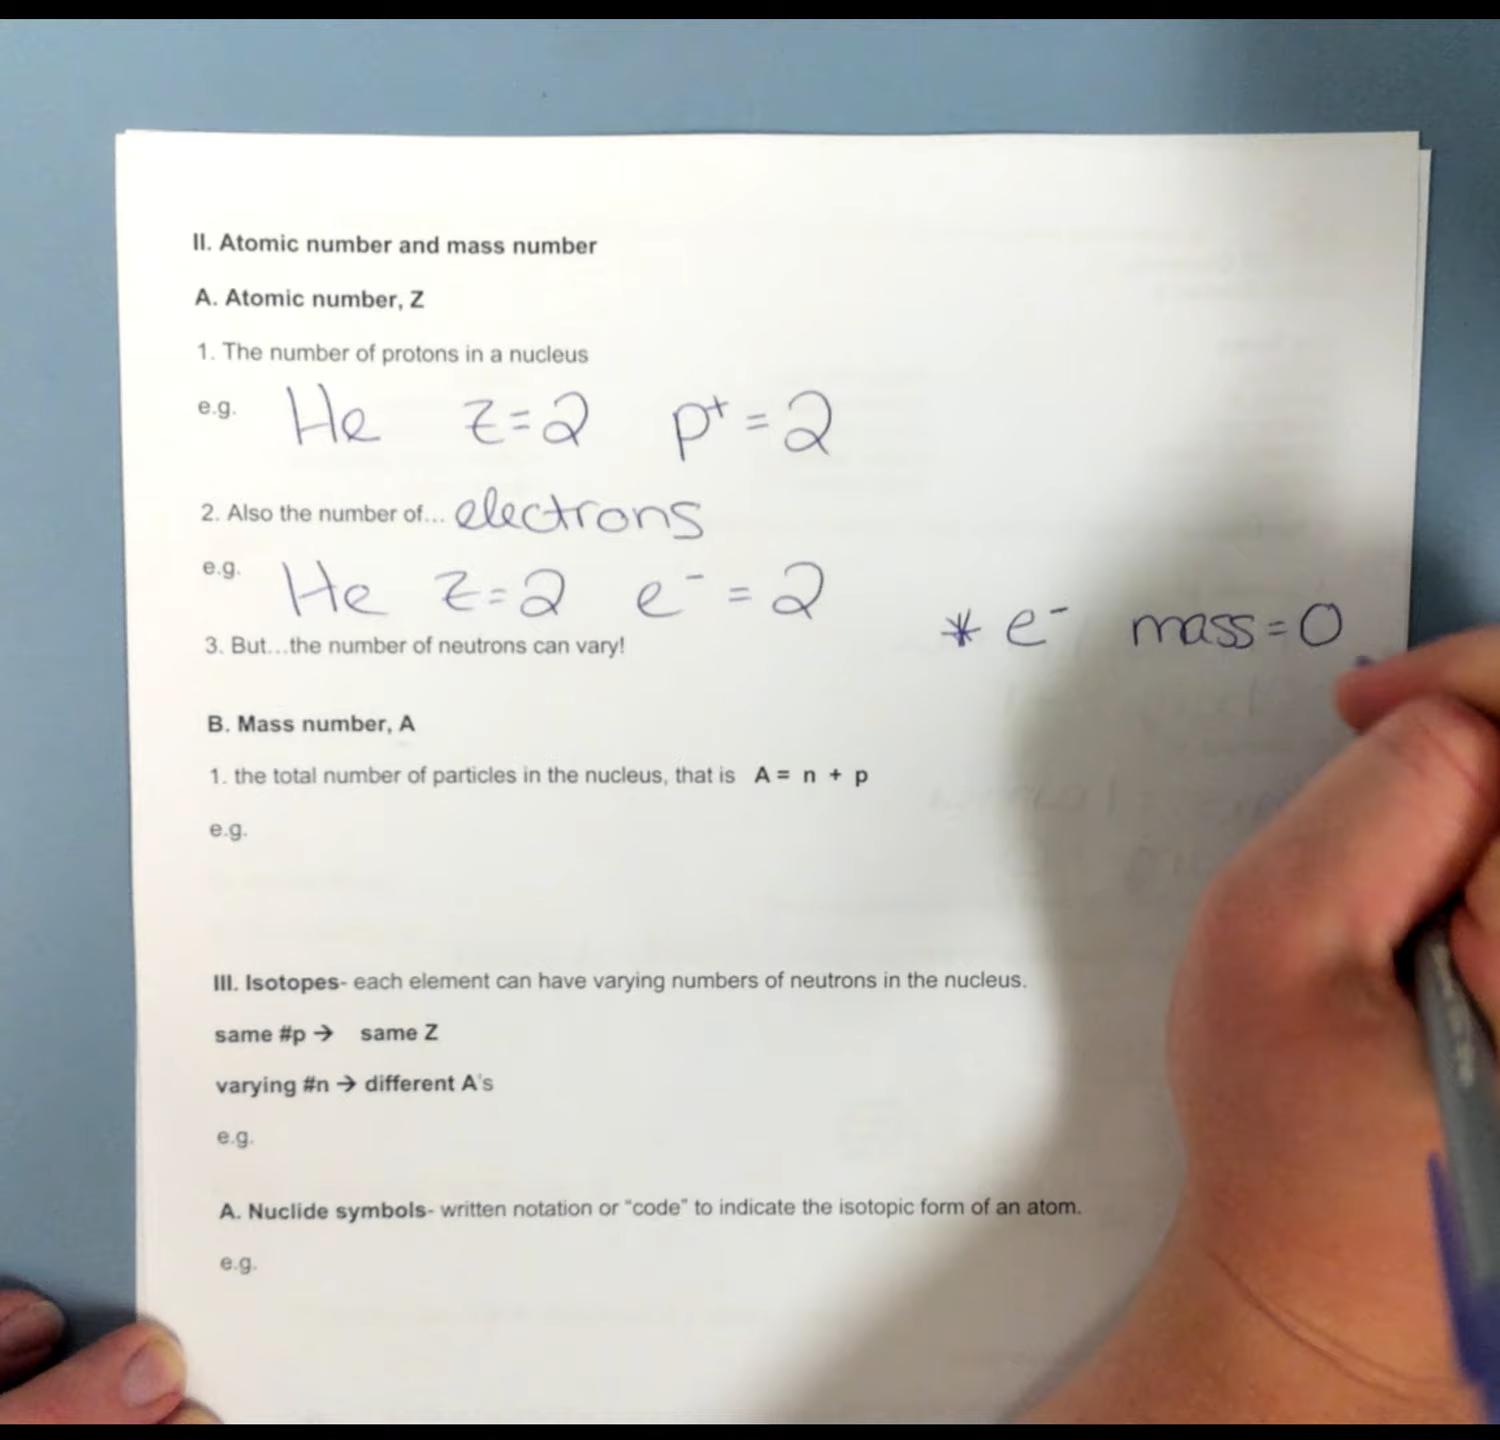 II. Atomic number and mass number
A. Atomic number, Z
1. The number of protons in a nucleus
e.g. He Z=2 p+ = 2
2. Also the number of... electrons
e.g. He Z=2 e- = 2
* e- mass=0
3. But...the number of neutrons can vary!
B. Mass number, A
1. the total number of particles in the nucleus, that is A = n + p
e.g.
III. Isotopes- each element can have varying numbers of neutrons in the nucleus.
same #p → same Z
varying #n → different A's
e.g.
A. Nuclide symbols- written notation or "code" to indicate the isotopic form of an atom.
e.g.